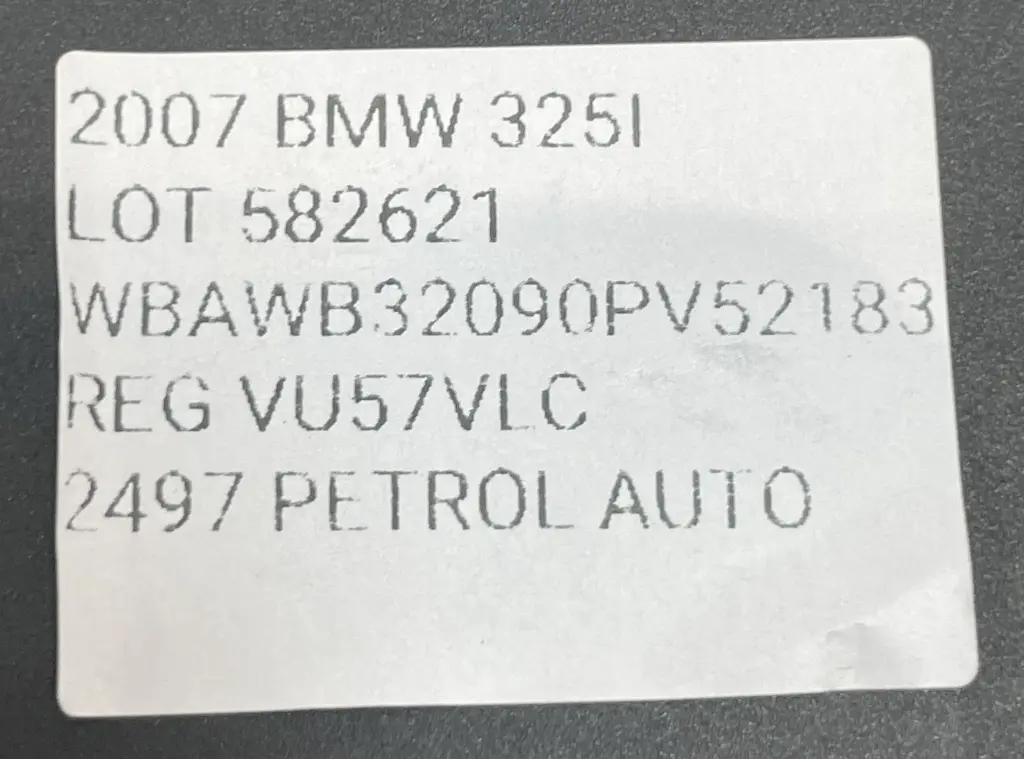 2007 BMW 325I
LOT 582621
WBAWB32090PV52183
REG VU57VLC
2497 PETROL AUTO